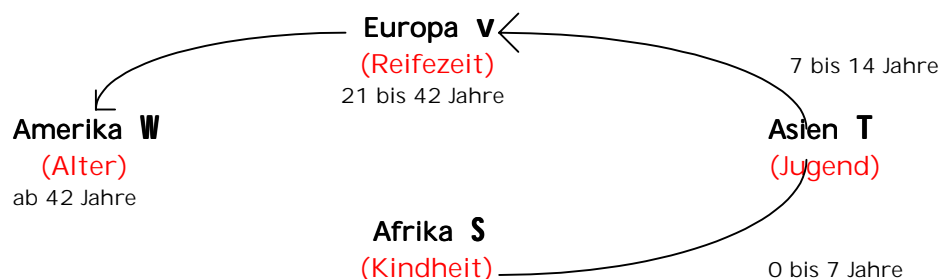 Europa v
(Reifezeit)
21 bis 42 Jahre
7 bis 14 Jahre
Amerika W
(Alter)
ab 42 Jahre
Asien T
(Jugend)
Afrika S
(Kindheit)
0 bis 7 Jahre